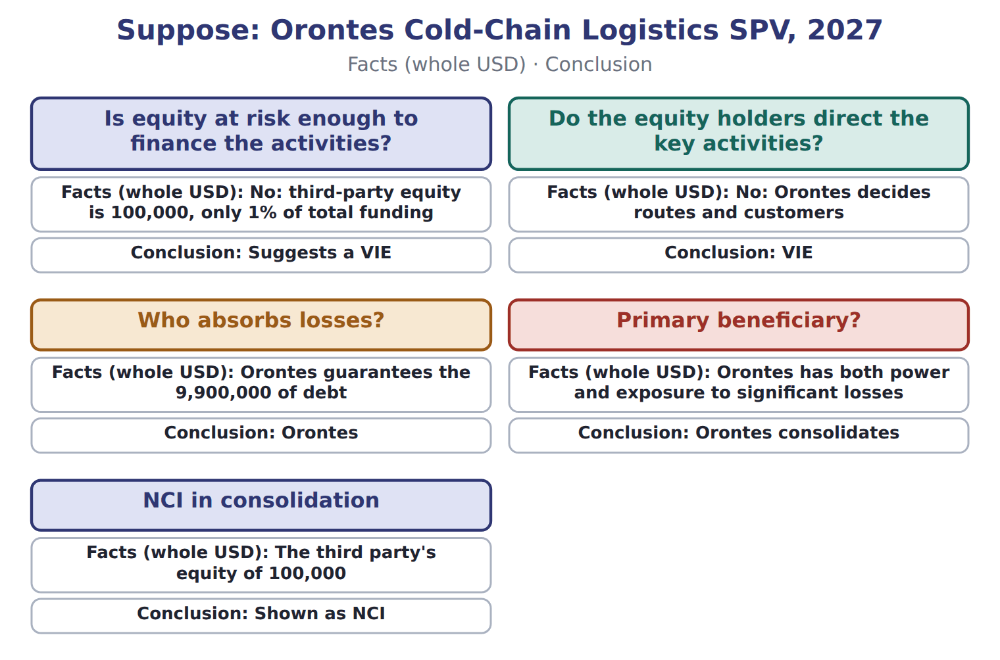 Suppose: Orontes Cold-Chain Logistics SPV, 2027
Facts (whole USD) · Conclusion
Is equity at risk enough to
finance the activities?
Facts (whole USD): No: third-party equity
is 100,000, only 1% of total funding
Conclusion: Suggests a VIE
Do the equity holders direct the
key activities?
Facts (whole USD): No: Orontes decides
routes and customers
Conclusion: VIE
Who absorbs losses?
Facts (whole USD): Orontes guarantees the
9,900,000 of debt
Conclusion: Orontes
Primary beneficiary?
Facts (whole USD): Orontes has both power
and exposure to significant losses
Conclusion: Orontes consolidates
NCI in consolidation
Facts (whole USD): The third party's
equity of 100,000
Conclusion: Shown as NCI